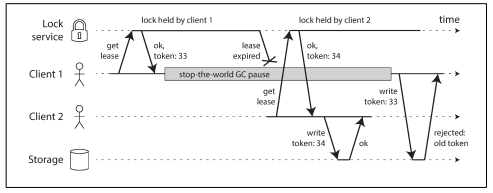 Lock
service
lock held by client 1
lock held by client 2
time
get
lease
ok,
token: 33
lease
expired
ok,
token: 34
Client 1
stop-the-world GC pause
get
lease
write
token: 33
Client 2
write
token: 34
ok
rejected:
old token
Storage